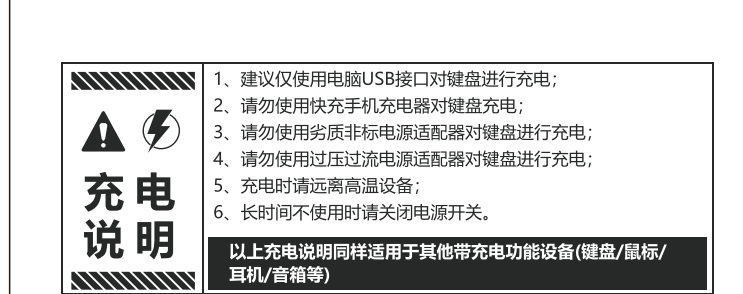 充电
说明
1、建议仅使用电脑USB接口对键盘进行充电；
2、请勿使用快充手机充电器对键盘充电；
3、请勿使用劣质非标电源适配器对键盘进行充电；
4、请勿使用过压过流电源适配器对键盘进行充电；
5、充电时请远离高温设备；
6、长时间不使用时请关闭电源开关。
以上充电说明同样适用于其他带充电功能设备(键盘/鼠标/
耳机/音箱等)